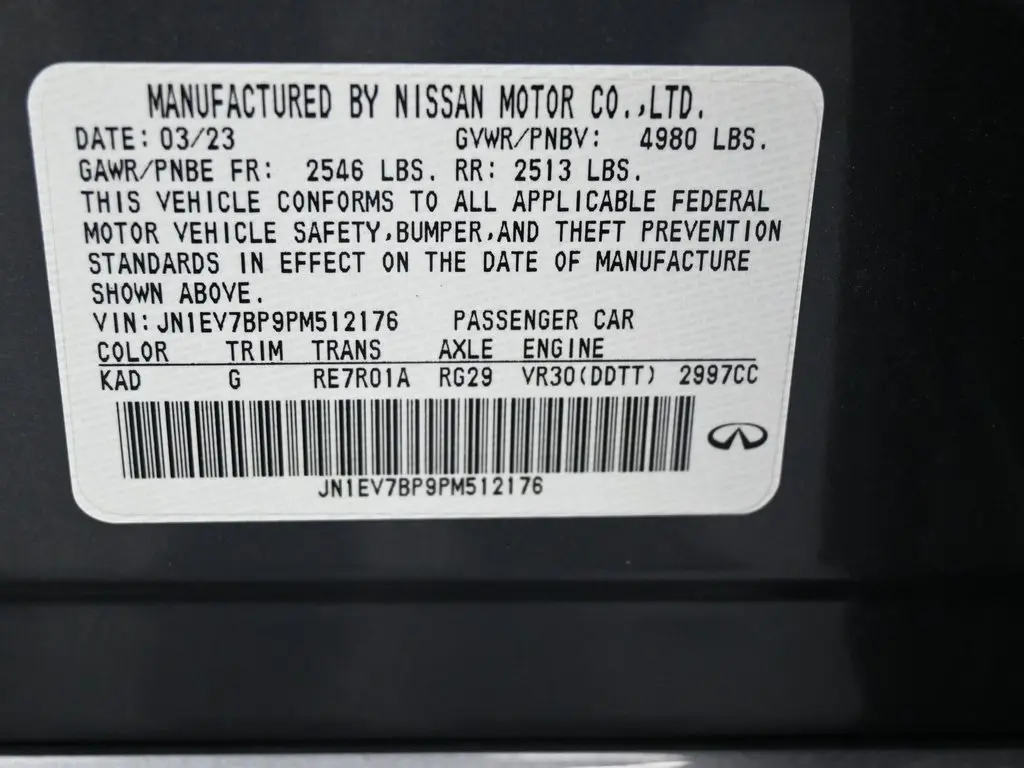 MANUFACTURED BY NISSAN MOTOR CO.,LTD.
DATE: 03/23 GVWR/PNBV: 4980 LBS.
GAWR/PNBE FR: 2546 LBS. RR: 2513 LBS.
THIS VEHICLE CONFORMS TO ALL APPLICABLE FEDERAL
MOTOR VEHICLE SAFETY,BUMPER,AND THEFT PREVENTION
STANDARDS IN EFFECT ON THE DATE OF MANUFACTURE
SHOWN ABOVE.
VIN:JN1EV7BP9PM512176 PASSENGER CAR
COLOR TRIM TRANS AXLE ENGINE
KAD G RE7R01A RG29 VR30(DDTT) 2997CC
JN1EV7BP9PM512176